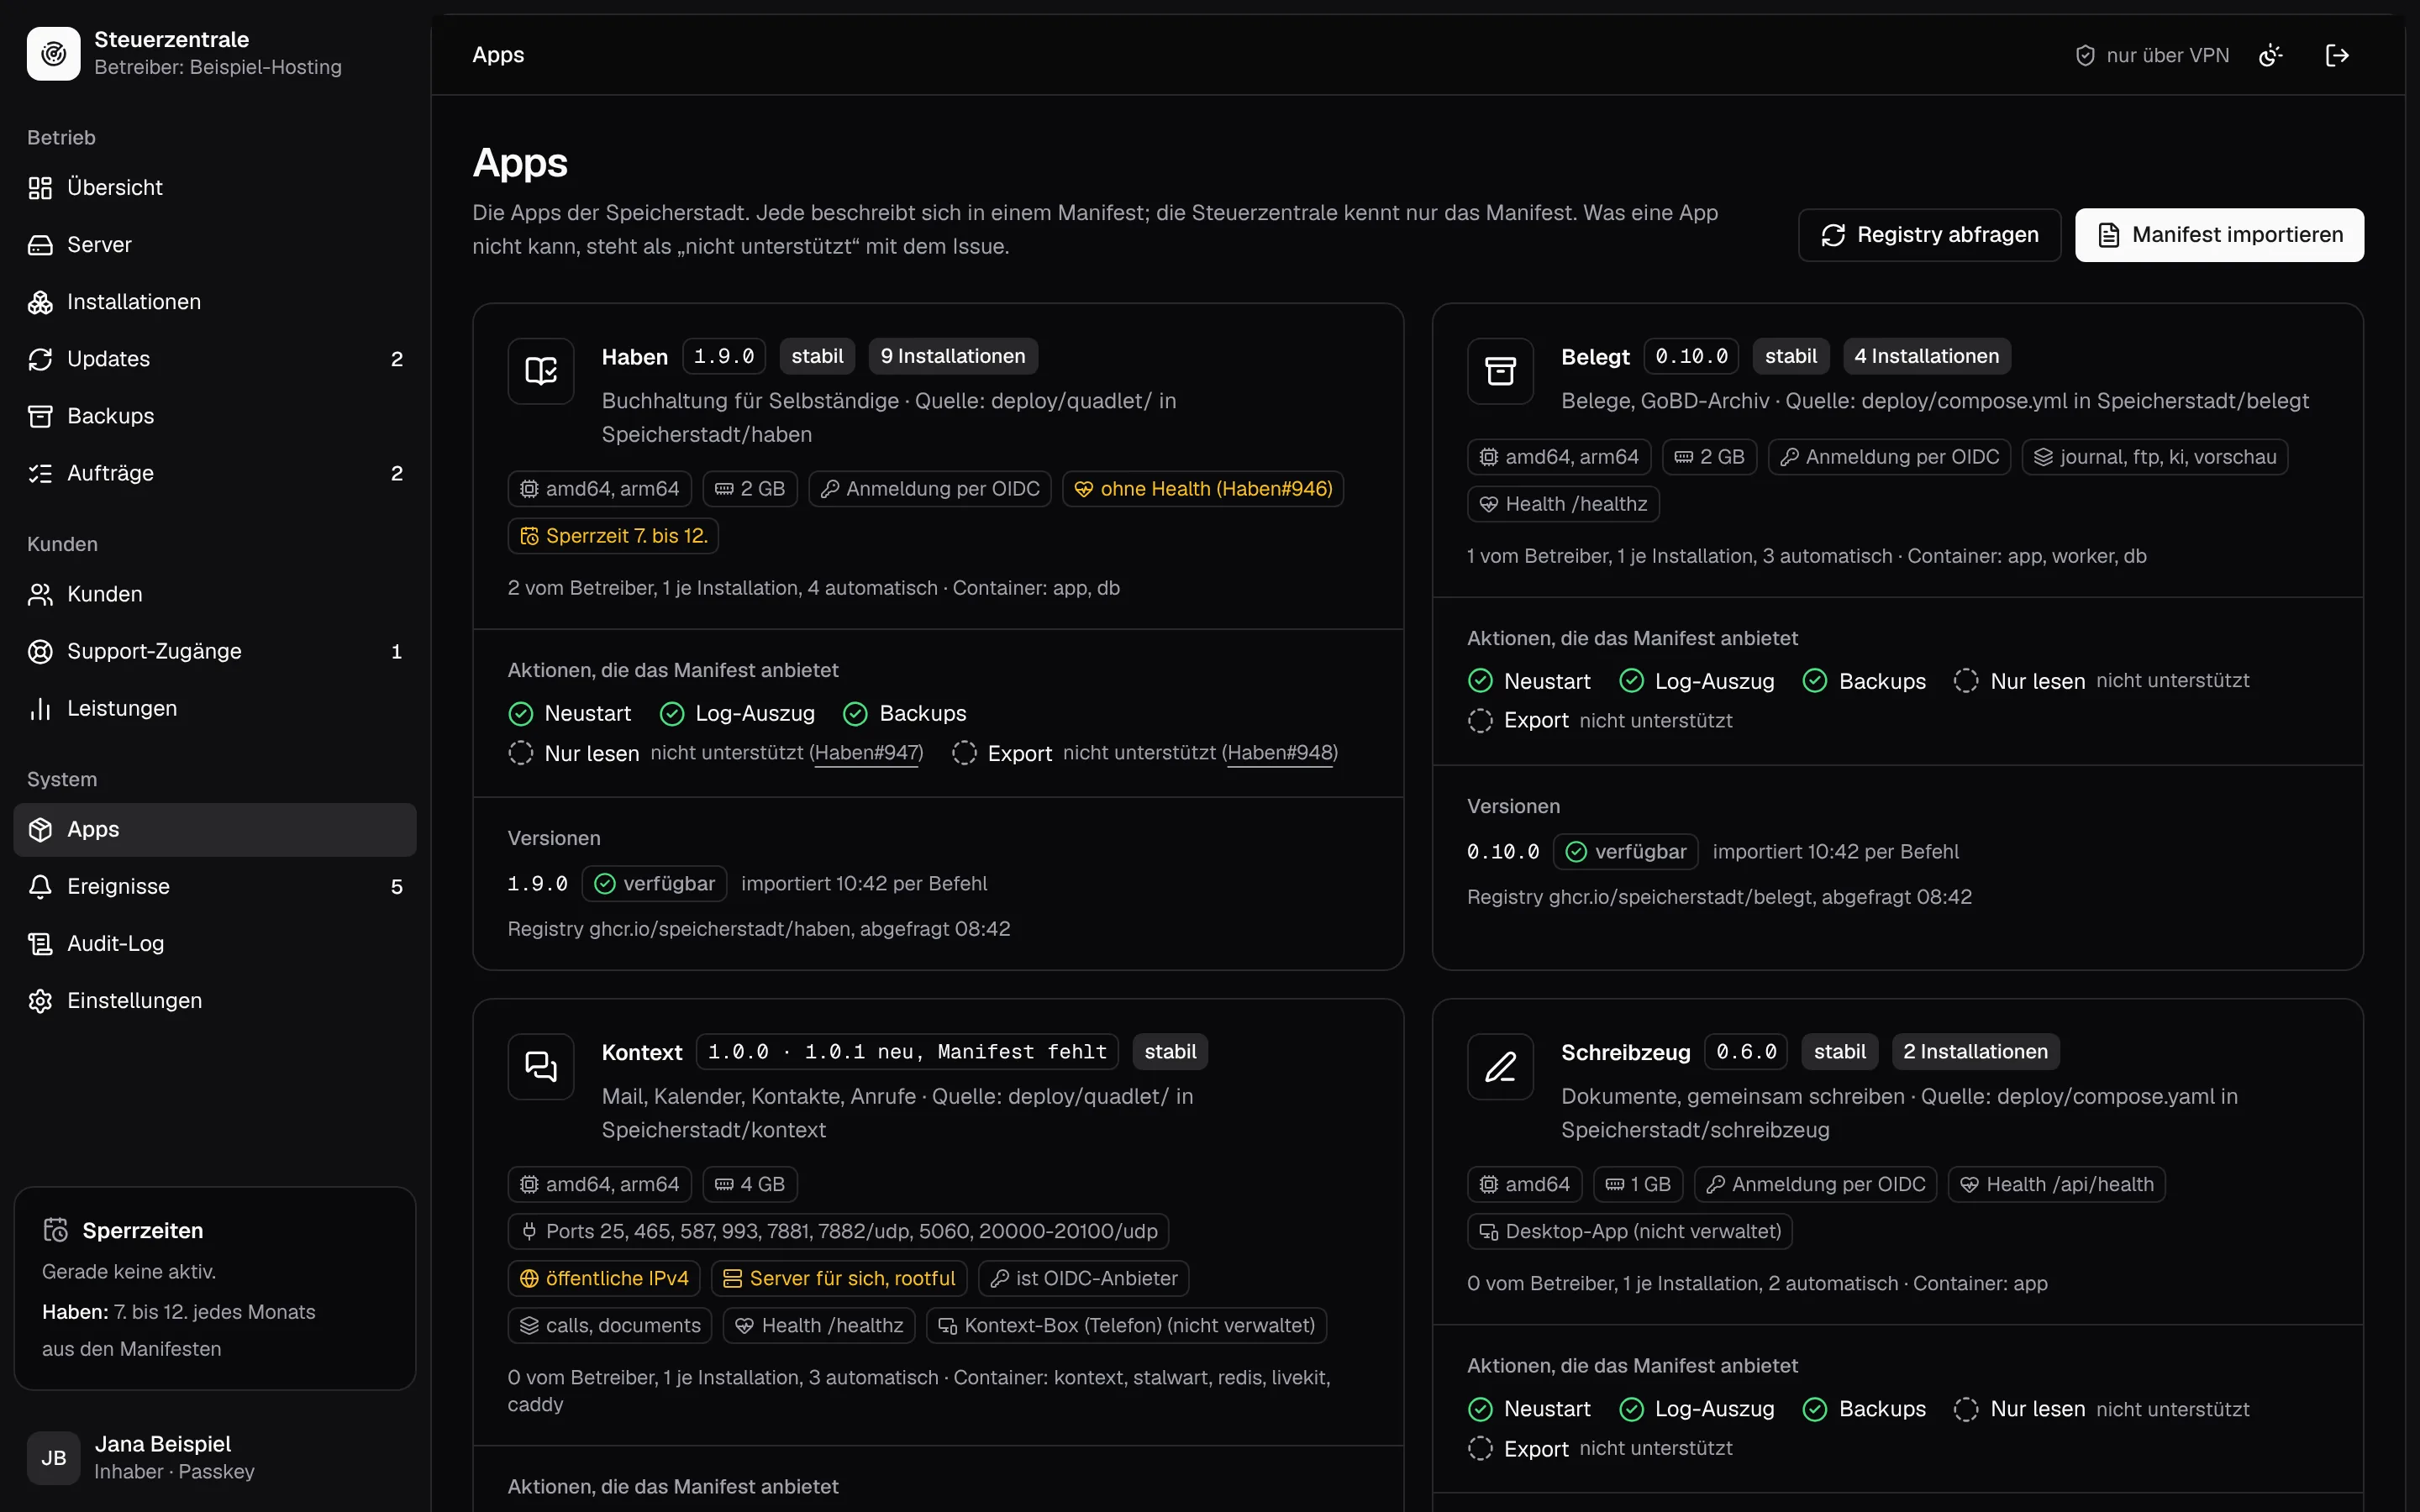 Steuerzentrale
Betreiber: Beispiel-Hosting
Betrieb
Übersicht
Server
Installationen
Updates 2
Backups
Aufträge 2
Kunden
Kunden
Support-Zugänge 1
Leistungen
System
Apps
Ereignisse 5
Audit-Log
Einstellungen
Sperrzeiten
Gerade keine aktiv.
Haben: 7. bis 12. jedes Monats
aus den Manifesten
JB
Jana Beispiel
Inhaber · Passkey
Apps
nur über VPN
Apps
Die Apps der Speicherstadt. Jede beschreibt sich in einem Manifest; die Steuerzentrale kennt nur das Manifest. Was eine App
nicht kann, steht als „nicht unterstützt“ mit dem Issue.
Registry abfragen
Manifest importieren
Haben 1.9.0 stabil 9 Installationen
Buchhaltung für Selbständige · Quelle: deploy/quadlet/ in
Speicherstadt/haben
amd64, arm64 2 GB Anmeldung per OIDC ohne Health (Haben#946)
Sperrzeit 7. bis 12.
2 vom Betreiber, 1 je Installation, 4 automatisch · Container: app, db
Aktionen, die das Manifest anbietet
Neustart Log-Auszug Backups
Nur lesen nicht unterstützt (Haben#947) Export nicht unterstützt (Haben#948)
Versionen
1.9.0 verfügbar importiert 10:42 per Befehl
Registry ghcr.io/speicherstadt/haben, abgefragt 08:42
Belegt 0.10.0 stabil 4 Installationen
Belege, GoBD-Archiv · Quelle: deploy/compose.yml in Speicherstadt/belegt
amd64, arm64 2 GB Anmeldung per OIDC journal, ftp, ki, vorschau
Health /healthz
1 vom Betreiber, 1 je Installation, 3 automatisch · Container: app, worker, db
Aktionen, die das Manifest anbietet
Neustart Log-Auszug Backups Nur lesen nicht unterstützt
Export nicht unterstützt
Versionen
0.10.0 verfügbar importiert 10:42 per Befehl
Registry ghcr.io/speicherstadt/belegt, abgefragt 08:42
Kontext 1.0.0 · 1.0.1 neu, Manifest fehlt stabil
Mail, Kalender, Kontakte, Anrufe · Quelle: deploy/quadlet/ in
Speicherstadt/kontext
amd64, arm64 4 GB
Ports 25, 465, 587, 993, 7881, 7882/udp, 5060, 20000-20100/udp
öffentliche IPv4 Server für sich, rootful ist OIDC-Anbieter
calls, documents Health /healthz Kontext-Box (Telefon) (nicht verwaltet)
0 vom Betreiber, 1 je Installation, 3 automatisch · Container: kontext, stalwart, redis, livekit,
caddy
Aktionen, die das Manifest anbietet
Schreibzeug 0.6.0 stabil 2 Installationen
Dokumente, gemeinsam schreiben · Quelle: deploy/compose.yaml in
Speicherstadt/schreibzeug
amd64 1 GB Anmeldung per OIDC Health /api/health
Desktop-App (nicht verwaltet)
0 vom Betreiber, 1 je Installation, 2 automatisch · Container: app
Aktionen, die das Manifest anbietet
Neustart Log-Auszug Backups Nur lesen nicht unterstützt
Export nicht unterstützt